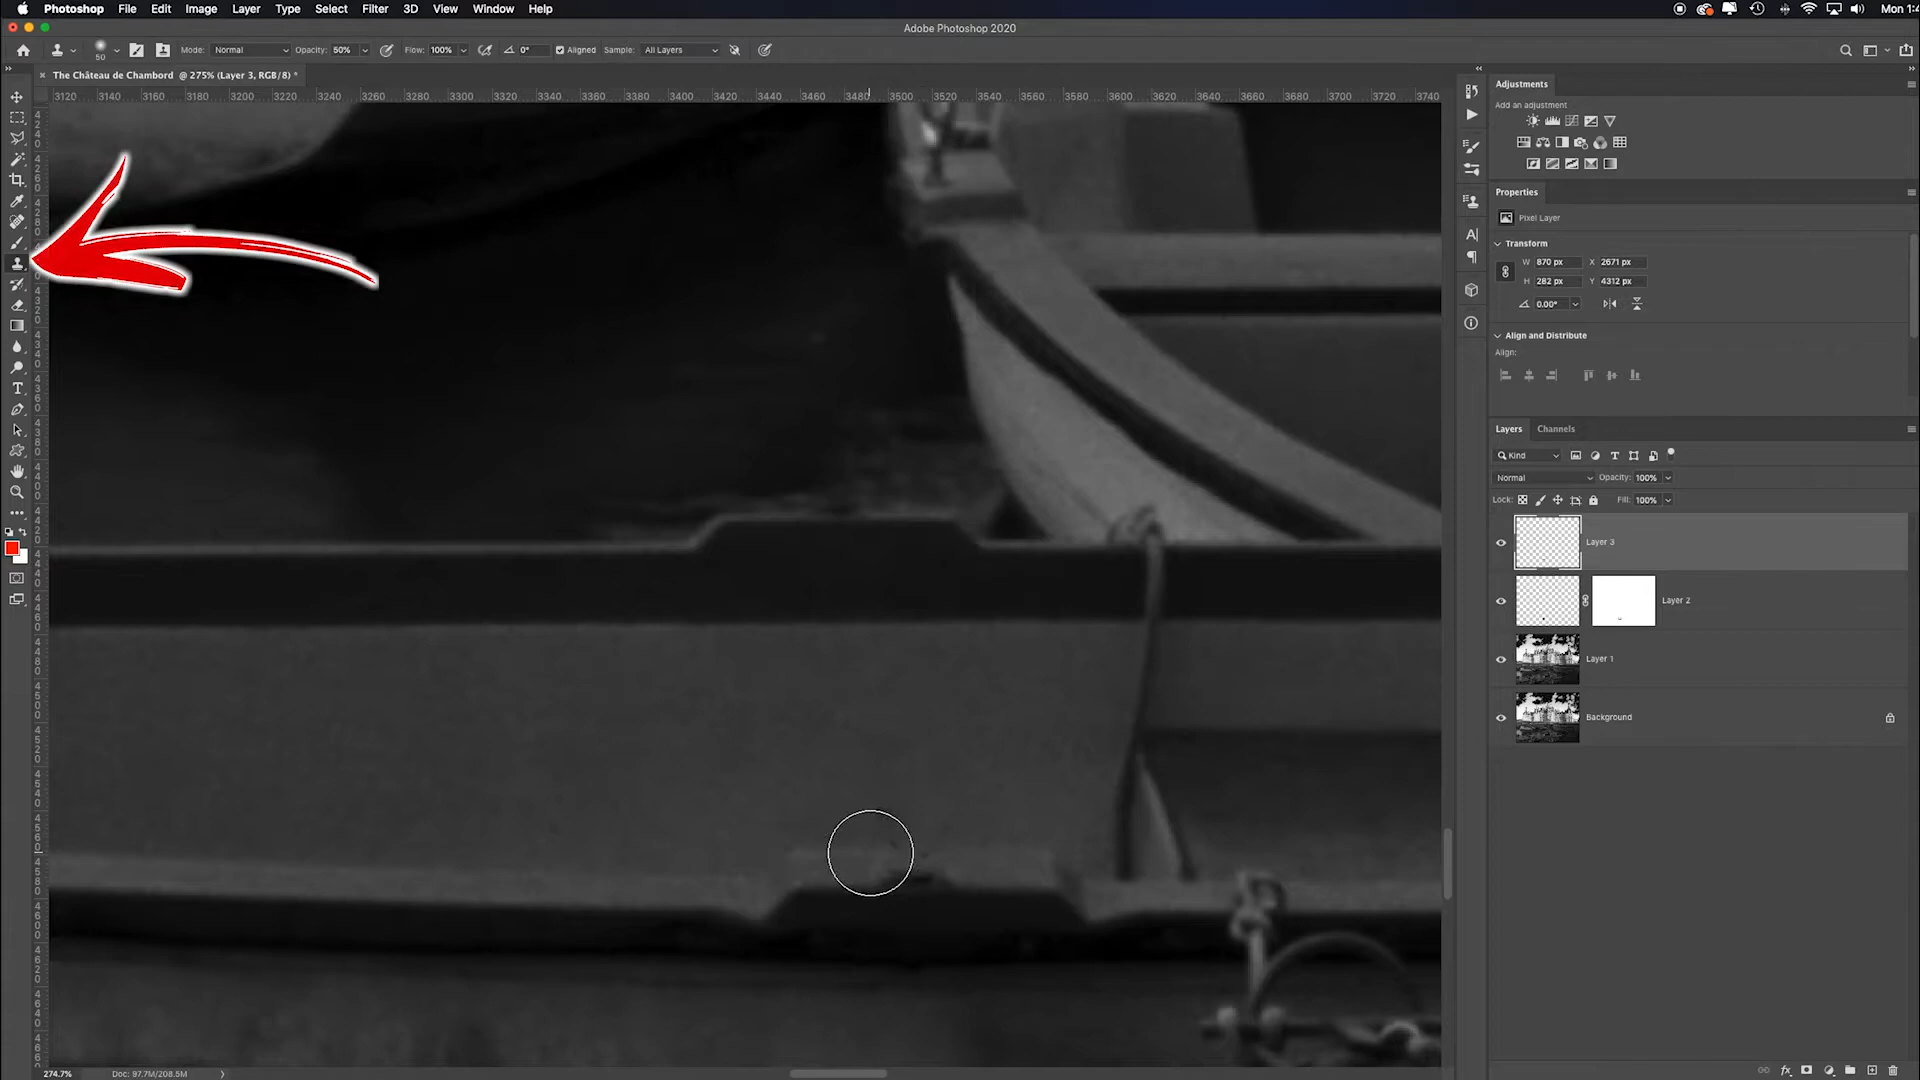 Photoshop File Edit Image Layer Type Select Filter 3D View Window Help Mon 1:4
Adobe Photoshop 2020
50 Mode: Normal Opacity: 50% Flow: 100% 0° Aligned Sample: All Layers
The Château de Chambord @ 275% (Layer 3, RGB/8) *
3120 3140 3160 3180 3200 3220 3240 3260 3280 3300 3320 3340 3360 3380 3400 3420 3440 3460 3480 3500 3520 3540 3560 3580 3600 3620 3640 3660 3680 3700 3720 3740
Adjustments
Add an adjustment
Properties
Pixel Layer
Transform
W 870 px X 2671 px
H 282 px Y 4312 px
0.00°
Align and Distribute
Align:
Layers Channels
Kind
Normal Opacity: 100%
Lock: Fill: 100%
Layer 3
Layer 2
Layer 1
Background
274.7% Doc: 97.7M/208.5M